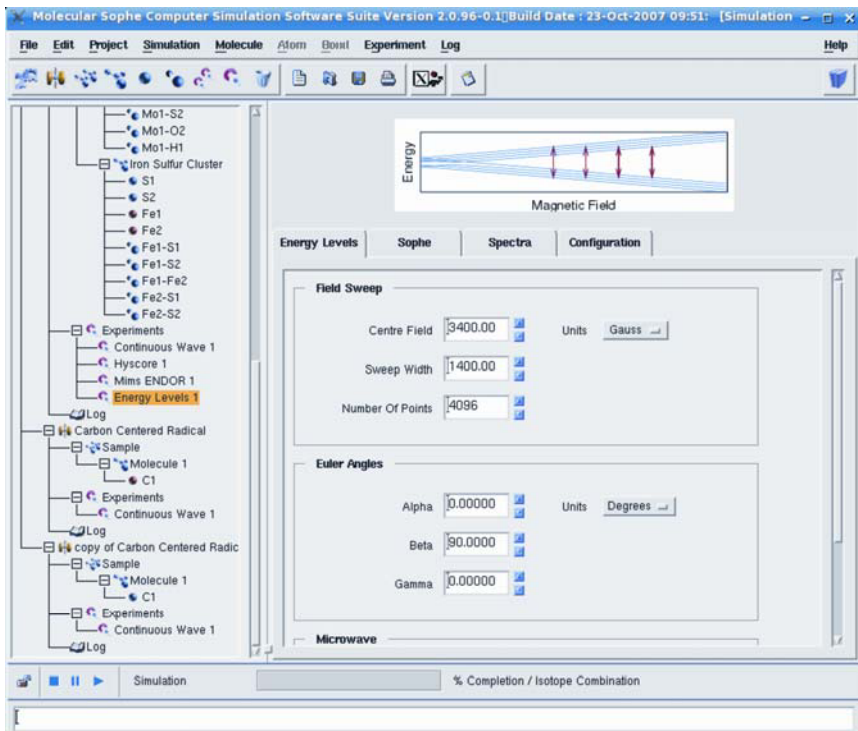 Molecular Sophe Computer Simulation Software Suite Version 2.0.96-0.1 Build Date : 23-Oct-2007 09:51: [Simulation
File Edit Project Simulation Molecule Atom Bond Experiment Log Help
Mo1-S2
Mo1-O2
Mo1-H1
Iron Sulfur Cluster
S1
S2
Fe1
Fe2
Fe1-S1
Fe1-S2
Fe1-Fe2
Fe2-S1
Fe2-S2
Experiments
Continuous Wave 1
Hyscore 1
Mims ENDOR 1
Energy Levels 1
Log
Carbon Centered Radical
Sample
Molecule 1
C1
Experiments
Continuous Wave 1
Log
copy of Carbon Centered Radic
Sample
Molecule 1
C1
Experiments
Continuous Wave 1
Log
Energy
Magnetic Field
Energy Levels Sophe Spectra Configuration
Field Sweep
Centre Field 3400.00 Units Gauss
Sweep Width 1400.00
Number Of Points 4096
Euler Angles
Alpha 0.00000 Units Degrees
Beta 90.0000
Gamma 0.00000
Microwave
Simulation % Completion / Isotope Combination